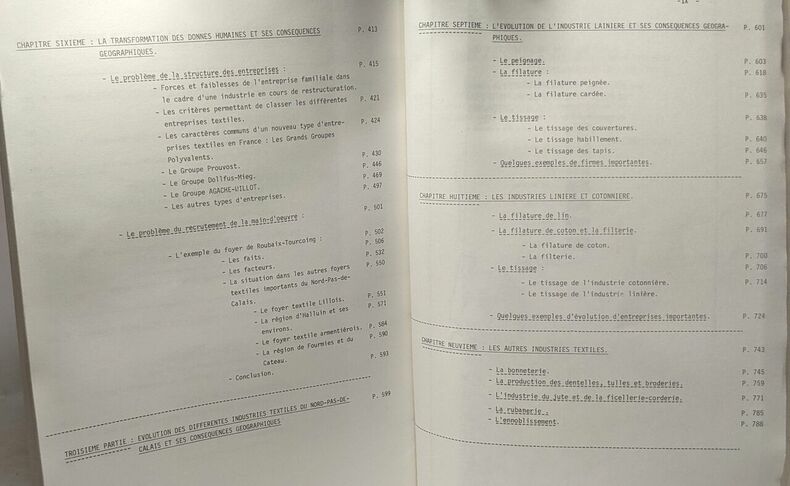 CHAPITRE SIXIEME : LA TRANSFORMATION DES DONNES HUMAINES ET SES CONSEQUENCES P. 413
GEOGRAPHIQUES.
- Le problème de la structure des entreprises : P. 415
- Forces et faiblesses de l'entreprise familiale dans
le cadre d'une industrie en cours de restructuration.
- Les critères permettant de classer les différentes P. 421
entreprises textiles.
- Les caractères communs d'un nouveau type d'entre- P. 424
prises textiles en France : Les Grands Groupes
Polyvalents.
- Le Groupe Prouvost. P. 430
- Le Groupe Dollfus-Mieg. P. 446
- Le Groupe AGACHE-WILLOT. P. 469
- Les autres types d'entreprises. P. 497
- Le problème du recrutement de la main-d'oeuvre : P. 501
- L'exemple du foyer de Roubaix-Tourcoing : P. 502
- Les faits. P. 506
- Les facteurs. P. 532
- La situation dans les autres foyers P. 550
textiles importants du Nord-Pas-de-
Calais.
- Le foyer textile Lillois. P. 551
- La région d'Halluin et ses P. 571
environs.
- Le foyer textile armentièrois. P. 584
- La région de Fourmies et du P. 590
Cateau.
- Conclusion. P. 593
TROISIEME PARTIE : EVOLUTION DES DIFFERENTES INDUSTRIES TEXTILES DU NORD-PAS-DE- P. 599
CALAIS ET SES CONSEQUENCES GEOGRAPHIQUES
-IX -
CHAPITRE SEPTIEME : L'EVOLUTION DE L'INDUSTRIE LAINIERE ET SES CONSEQUENCES GEOGRA- P. 601
PHIQUES.
- Le peignage. P. 603
- La filature : P. 618
- La filature peignée.
- La filature cardée. P. 635
- Le tissage : P. 638
- Le tissage des couvertures.
- Le tissage habillement. P. 640
- Le tissage des tapis. P. 646
- Quelques exemples de firmes importantes. P. 657
CHAPITRE HUITIEME : LES INDUSTRIES LINIERE ET COTONNIERE. P. 675
- La filature de lin. P. 677
- La filature de coton et la filterie. P. 691
- La filature de coton.
- La filterie. P. 700
- Le tissage : P. 706
- Le tissage de l'industrie cotonnière. P. 714
- Le tissage de l'industrie linière.
- Quelques exemples d'évolution d'entreprises importantes. P. 724
CHAPITRE NEUVIEME : LES AUTRES INDUSTRIES TEXTILES. P. 743
- La bonneterie. P. 745
- La production des dentelles, tulles et broderies. P. 759
- L'industrie du jute et de la ficellerie-corderie. P. 771
- La rubanerie. P. 785
- L'ennoblissement. P. 788